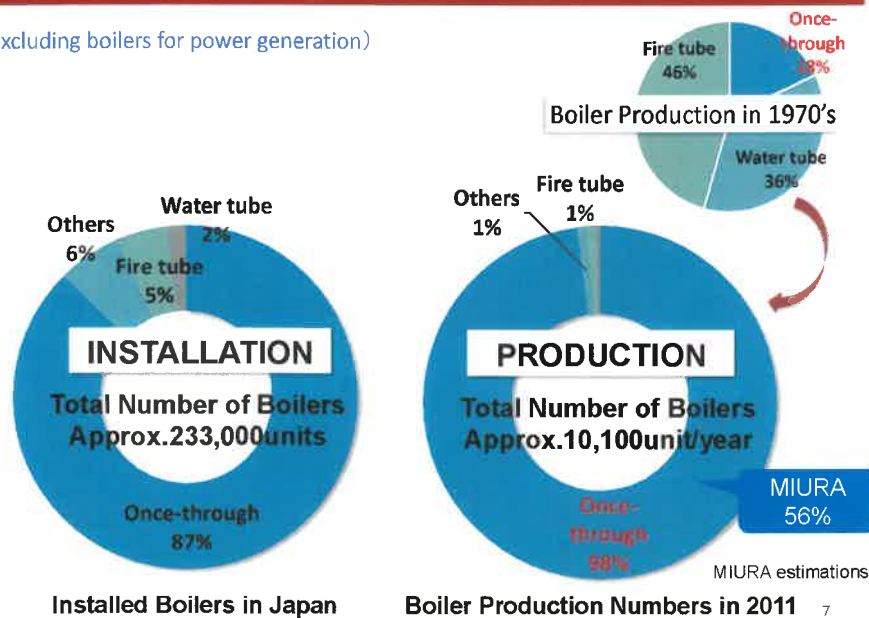 xcluding boilers for power generation）
Once-
through
18%
Fire tube
46%
Boiler Production in 1970's
Water tube
36%
Others
6%
Water tube
2%
Fire tube
5%
INSTALLATION
Total Number of Boilers
Approx.233,000units
Once-through
87%
Installed Boilers in Japan
Others
1%
Fire tube
1%
PRODUCTION
Total Number of Boilers
Approx.10,100unit/year
Once-
through
98%
MIURA
56%
MIURA estimations
Boiler Production Numbers in 2011
7